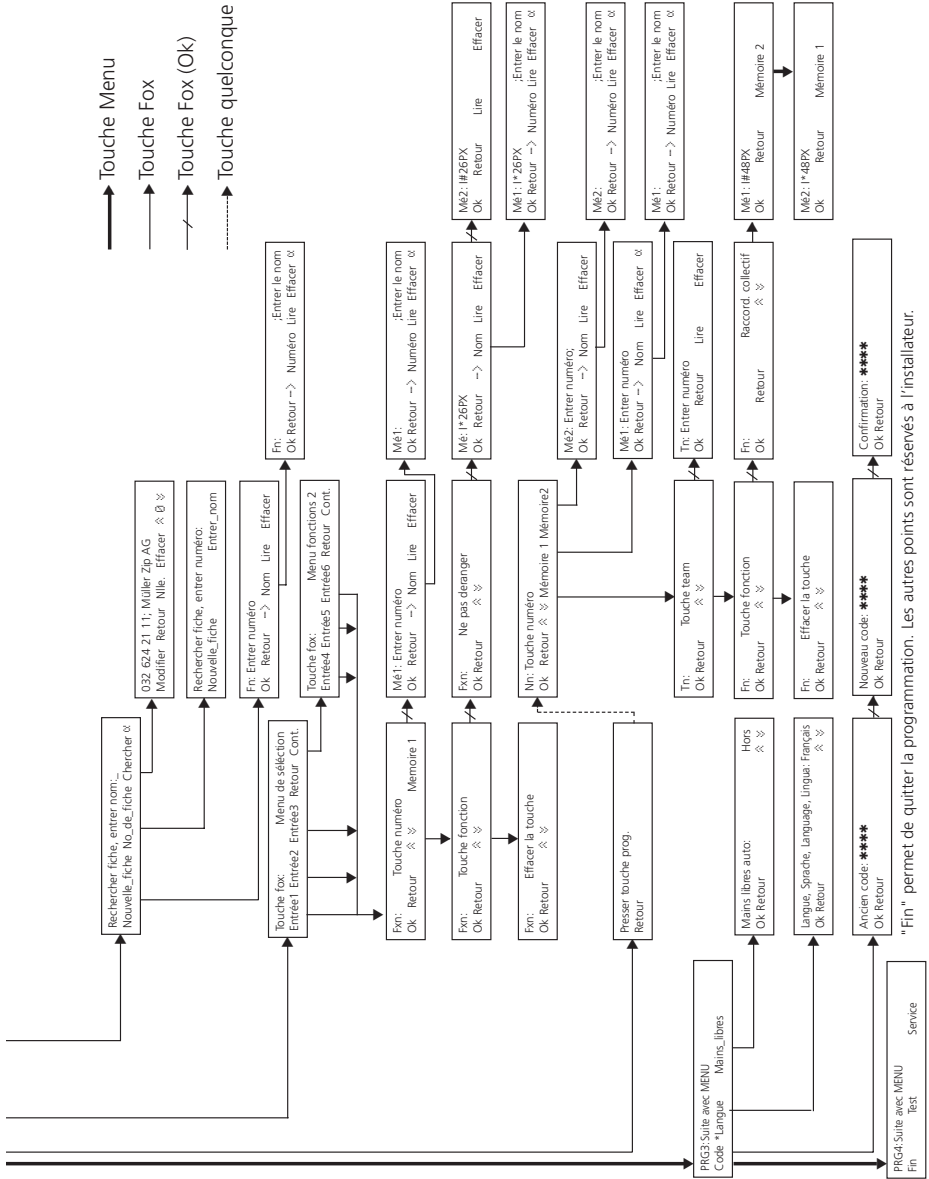 Touche Menu
Touche Fox
Touche Fox (Ok)
Touche quelconque
Rechercher fiche, entrer nom:_
Nouvelle_fiche No_de_fiche Chercher α
032 624 21 11; Müller Zip AG
Modifier Retour Nlle. Effacer
Rechercher fiche, entrer numéro:
Nouvelle_fiche Entrer_nom
Fn: Entrer numéro
Ok Retour --> Nom Lire Effacer
Fn: ;Entrer le nom
Ok Retour --> Numéro Lire Effacer α
Touche fox: Menu de séléction
Entrée1 Entrée2 Entrée3 Retour Cont.
Touche fox: Menu fonctions 2
Entrée4 Entrée5 Entrée6 Retour Cont.
Fxn: Touche numéro
Ok Retour Memoire 1
Mé1: Entrer numéro
Ok Retour --> Nom Lire Effacer
Mé1: ;Entrer le nom
Ok Retour --> Numéro Lire Effacer α
Fxn: Touche fonction
Ok Retour
Fxn: Ne pas deranger
Ok Retour
Mé: I*26PX
Ok Retour --> Nom Lire Effacer
Mé2: I#26PX
Ok Retour Lire Effacer
Mé1: I*26PX ;Entrer le nom
Ok Retour --> Numéro Lire Effacer α
Fxn: Effacer la touche
Ok Retour
Presser touche prog.
Retour
Nn: Touche numéro
Ok Retour Mémoire 1 Mémoire2
Mé2: Entrer numéro;
Ok Retour --> Nom Lire Effacer
Mé2: ;Entrer le nom
Ok Retour --> Numéro Lire Effacer α
Mé1: Entrer numéro
Ok Retour --> Nom Lire Effacer α
Mé1: ;Entrer le nom
Ok Retour --> Numéro Lire Effacer α
Tn: Touche team
Ok Retour
Tn: Entrer numéro
Ok Retour Lire Effacer
Fn: Touche fonction
Ok Retour
Fn: Raccord. collectif
Ok Retour
Mé1: I#48PX
Ok Retour Mémoire 2
Mé2: I*48PX
Ok Retour Mémoire 1
Fn: Effacer la touche
Ok Retour
PRG3:Suite avec MENU
Code *Langue Mains_libres
Mains libres auto: Hors
Ok Retour
Langue, Sprache, Language, Lingua: Français
Ok Retour
Ancien code: ****
Ok Retour
Nouveau code: ****
Ok Retour
Confirmation: ****
Ok Retour
PRG4:Suite avec MENU
Fin Test Service
"Fin" permet de quitter la programmation. Les autres points sont réservés à l'installateur.